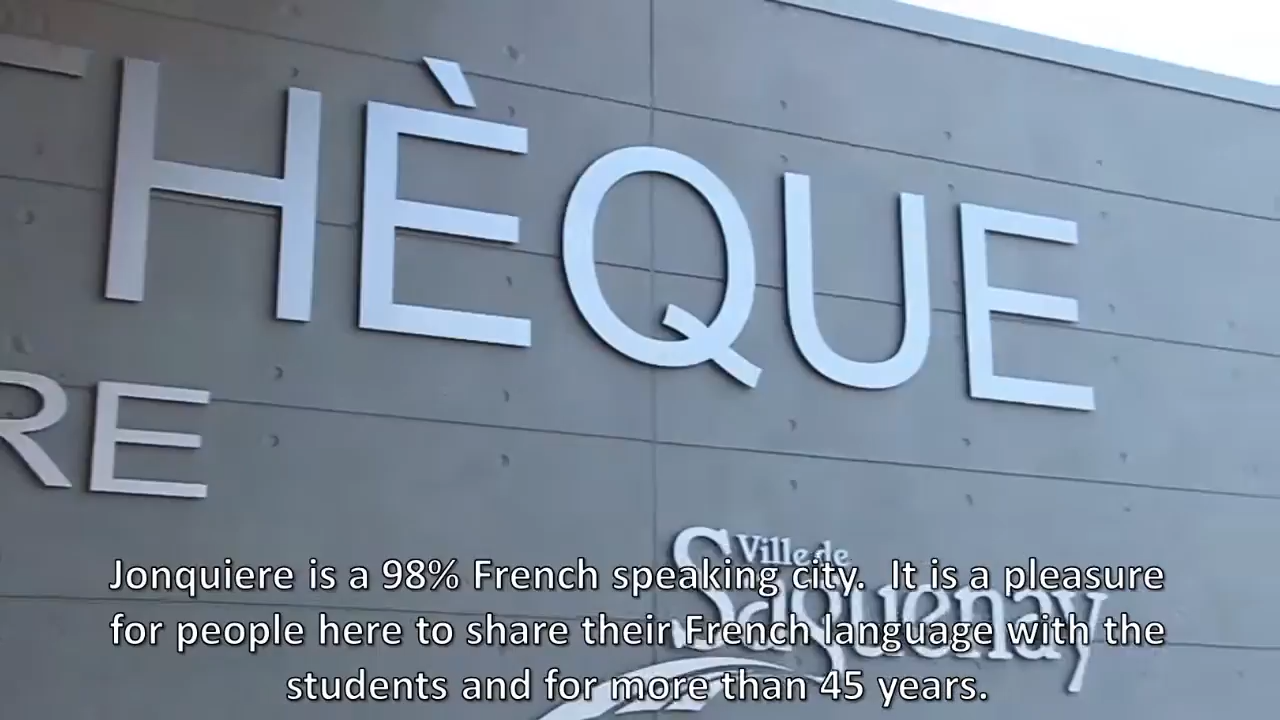 HÈQUE
RE
Ville de
Saguenay
Jonquiere is a 98% French speaking city.  It is a pleasure
for people here to share their French language with the
students and for more than 45 years.